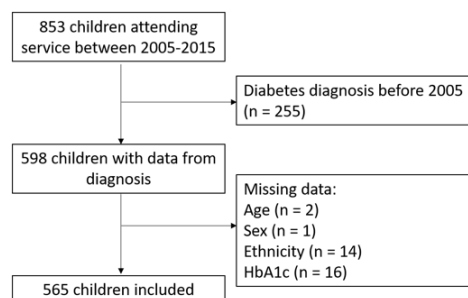 853 children attending
service between 2005-2015
Diabetes diagnosis before 2005
(n = 255)
598 children with data from
diagnosis
Missing data:
Age (n = 2)
Sex (n = 1)
Ethnicity (n = 14)
HbA1c (n = 16)
565 children included